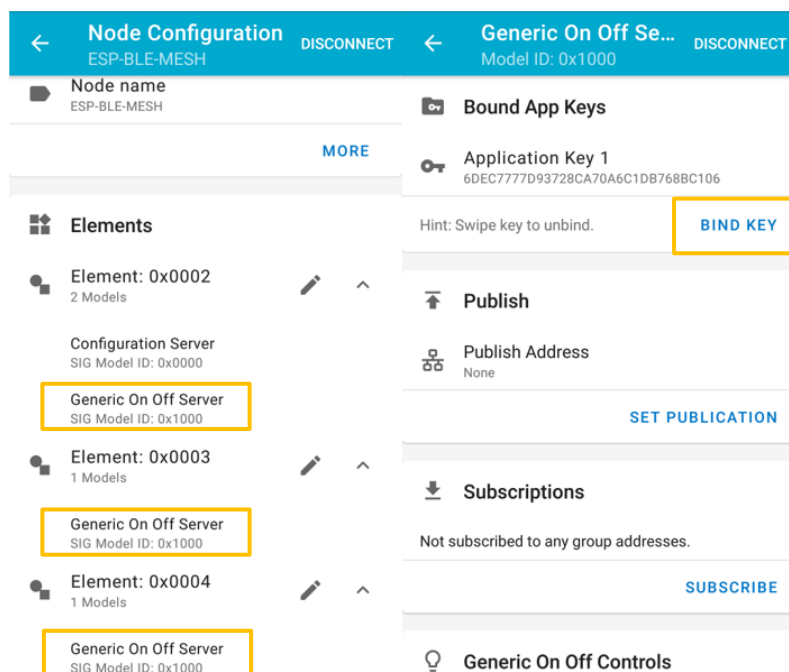 Node Configuration
ESP-BLE-MESH
DISCONNECT
Node name
ESP-BLE-MESH
MORE
Elements
Element: 0x0002
2 Models
Configuration Server
SIG Model ID: 0x0000
Generic On Off Server
SIG Model ID: 0x1000
Element: 0x0003
1 Models
Generic On Off Server
SIG Model ID: 0x1000
Element: 0x0004
1 Models
Generic On Off Server
SIG Model ID: 0x1000
Generic On Off Se...
Model ID: 0x1000
DISCONNECT
Bound App Keys
Application Key 1
6DEC7777D93728CA70A6C1DB768BC106
Hint: Swipe key to unbind.
BIND KEY
Publish
Publish Address
None
SET PUBLICATION
Subscriptions
Not subscribed to any group addresses.
SUBSCRIBE
Generic On Off Controls